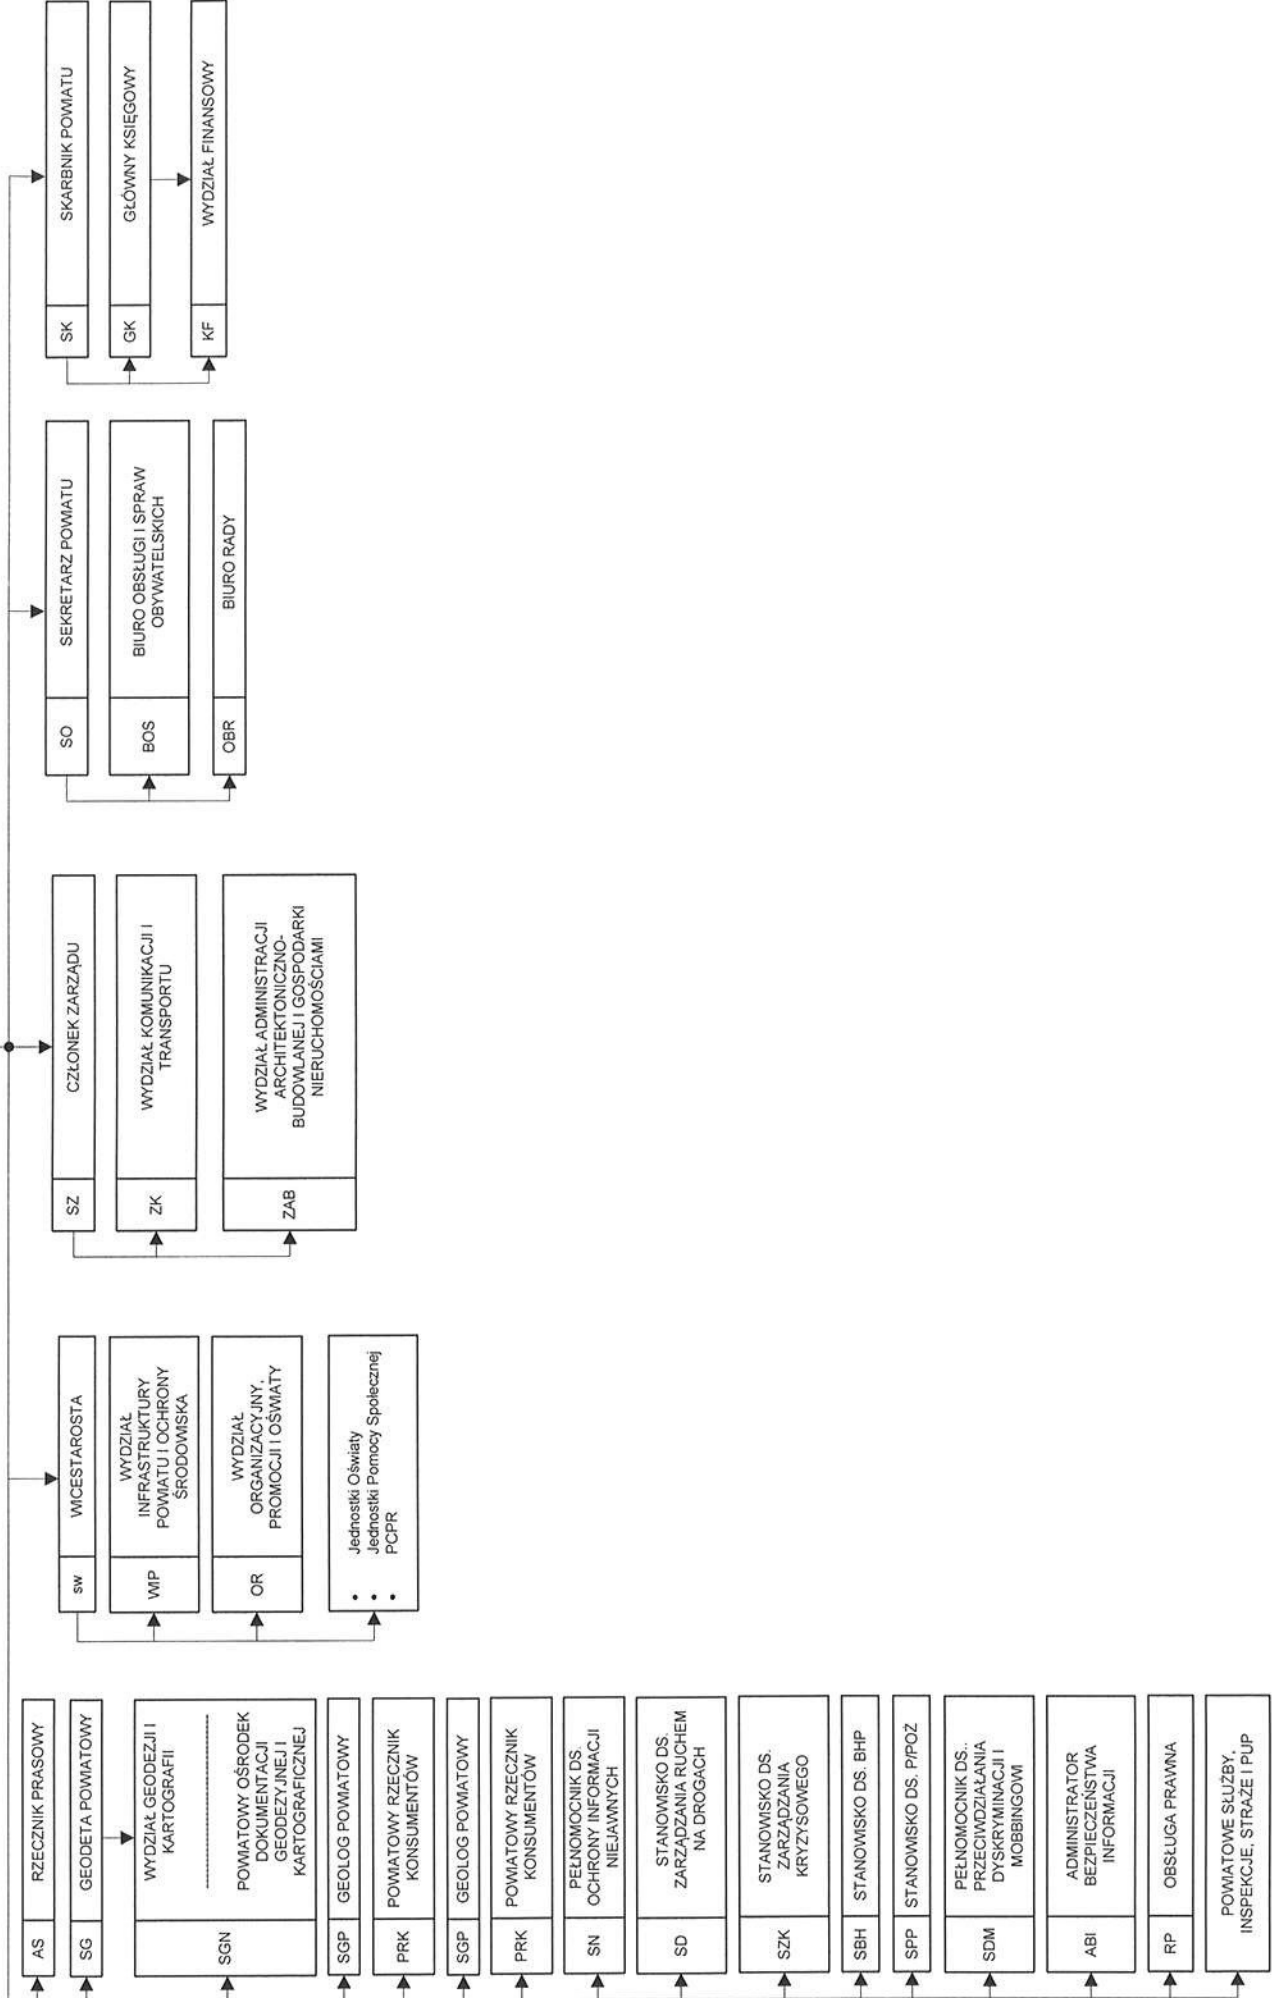 AS
RZECZNIK PRASOWY
SG
GEODETA POWIATOWY
SGN
WYDZIAŁ GEODEZJI I
KARTOGRAFII
POWIATOWY OŚRODEK
DOKUMENTACJI
GEODEZYJNEJ I
KARTOGRAFICZNEJ
SGP
GEOLOG POWIATOWY
PRK
POWIATOWY RZECZNIK
KONSUMENTÓW
SGP
GEOLOG POWIATOWY
PRK
POWIATOWY RZECZNIK
KONSUMENTÓW
SN
PEŁNOMOCNIK DS.
OCHRONY INFORMACJI
NIEJAWNYCH
SD
STANOWISKO DS.
ZARZĄDZANIA RUCHEM
NA DROGACH
SZK
STANOWISKO DS.
ZARZĄDZANIA
KRYZYSOWEGO
SBH
STANOWISKO DS. BHP
SPP
STANOWISKO DS. P/POŻ
SDM
PEŁNOMOCNIK DS..
PRZECIWDZIAŁANIA
DYSKRYMINACJI I
MOBBINGOWI
ABI
ADMINISTRATOR
BEZPIECZEŃSTWA
INFORMACJI
RP
OBSŁUGA PRAWNA
POWIATOWE SŁUŻBY,
INSPEKCJE, STRAŻE I PUP
sw
WICESTAROSTA
WIP
WYDZIAŁ
INFRASTRUKTURY
POWIATU I OCHRONY
ŚRODOWISKA
OR
WYDZIAŁ
ORGANIZACYJNY,
PROMOCJI I OŚWIATY
• Jednostki Oświaty
• Jednostki Pomocy Społecznej
• PCPR
SZ
CZŁONEK ZARZĄDU
ZK
WYDZIAŁ KOMUNIKACJI I
TRANSPORTU
ZAB
WYDZIAŁ ADMINISTRACJI
ARCHITEKTONICZNO-
BUDOWLANEJ I GOSPODARKI
NIERUCHOMOŚCIAMI
SO
SEKRETARZ POWIATU
BOS
BIURO OBSŁUGI I SPRAW
OBYWATELSKICH
OBR
BIURO RADY
SK
SKARBNIK POWIATU
GK
GŁÓWNY KSIĘGOWY
KF
WYDZIAŁ FINANSOWY